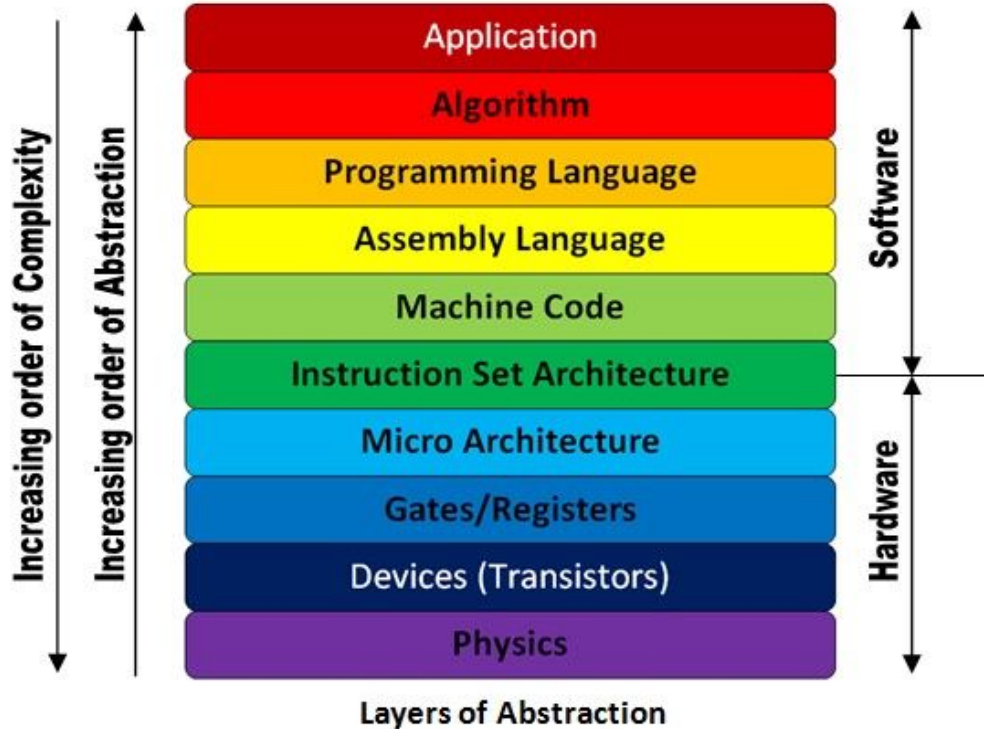 Increasing order of Complexity
Increasing order of Abstraction
Application
Algorithm
Programming Language
Assembly Language
Machine Code
Instruction Set Architecture
Micro Architecture
Gates/Registers
Devices (Transistors)
Physics
Software
Hardware
Layers of Abstraction